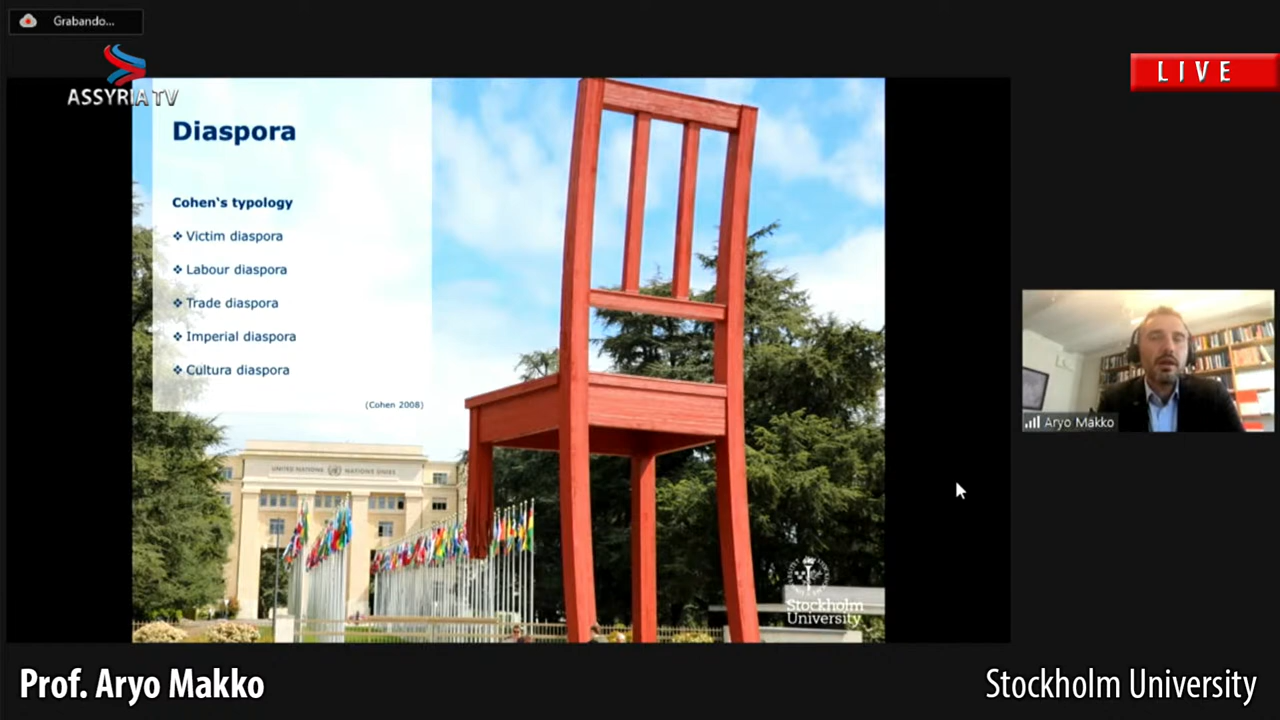 Grabando...
ASSYRIA TV
LIVE
Diaspora
Cohen's typology
❖ Victim diaspora
❖ Labour diaspora
❖ Trade diaspora
❖ Imperial diaspora
❖ Cultura diaspora
(Cohen 2008)
UNITED NATIONS NATIONS UNIES
Aryo Makko
Stockholm
University
Prof. Aryo Makko
Stockholm University